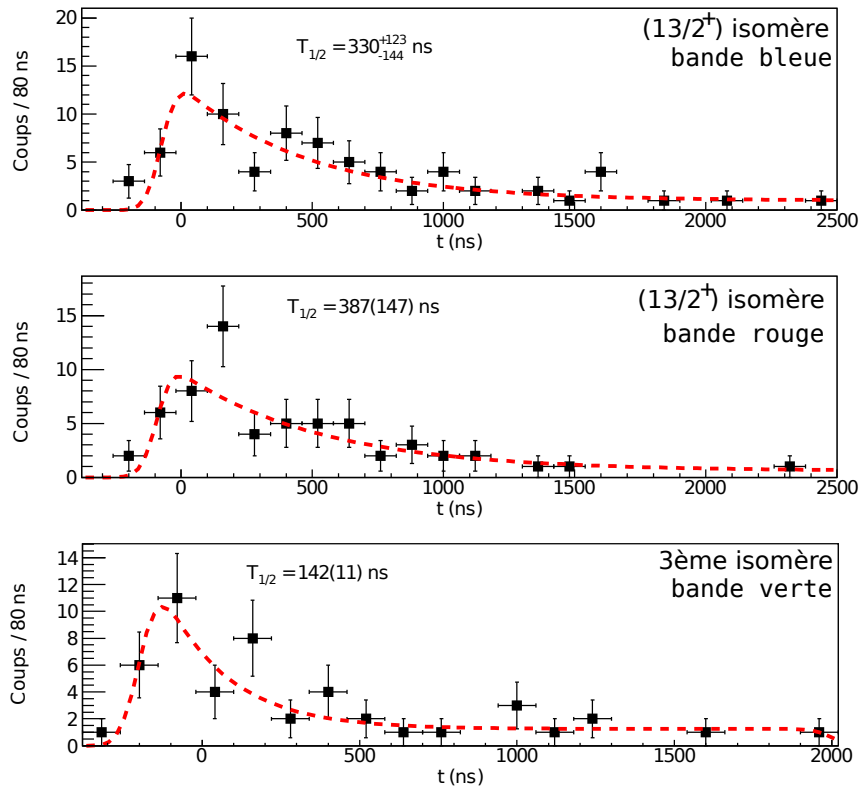 20
15
10
5
0
Coups / 80 ns
T1/2 = 330 +123 -144 ns
(13/2+) isomère
bande bleue
0 500 1000 1500 2000 2500
t (ns)
15
10
5
0
Coups / 80 ns
T1/2 = 387(147) ns
(13/2+) isomère
bande rouge
0 500 1000 1500 2000 2500
t (ns)
14
12
10
8
6
4
2
0
Coups / 80 ns
T1/2 = 142(11) ns
3ème isomère
bande verte
0 500 1000 1500 2000
t (ns)